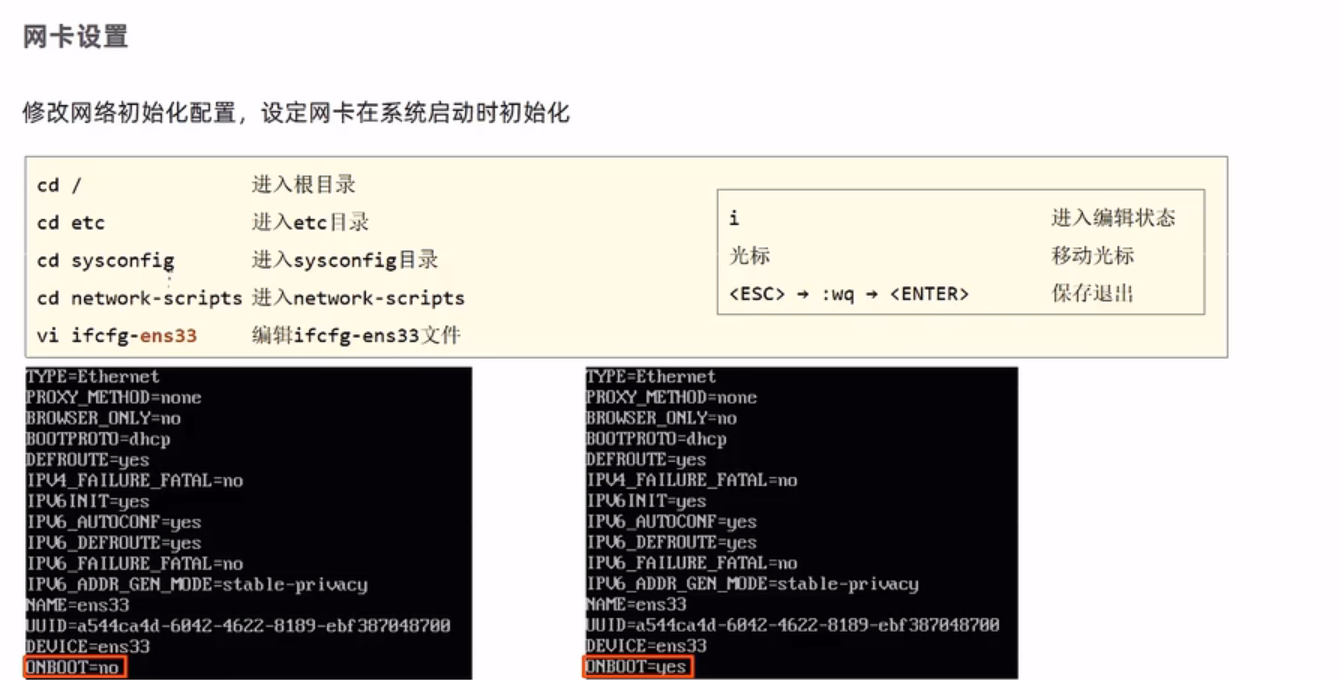 网卡设置
修改网络初始化配置，设定网卡在系统启动时初始化
cd / 进入根目录
cd etc 进入etc目录
cd sysconfig 进入sysconfig目录
cd network-scripts 进入network-scripts
vi ifcfg-ens33 编辑ifcfg-ens33文件
i 进入编辑状态
光标 移动光标
<ESC> → :wq → <ENTER> 保存退出
TYPE=Ethernet
PROXY_METHOD=none
BROWSER_ONLY=no
BOOTPROTO=dhcp
DEFROUTE=yes
IPV4_FAILURE_FATAL=no
IPV6INIT=yes
IPV6_AUTOCONF=yes
IPV6_DEFROUTE=yes
IPV6_FAILURE_FATAL=no
IPV6_ADDR_GEN_MODE=stable-privacy
NAME=ens33
UUID=a544ca4d-6042-4622-8189-ebf387048700
DEVICE=ens33
ONBOOT=no
TYPE=Ethernet
PROXY_METHOD=none
BROWSER_ONLY=no
BOOTPROTO=dhcp
DEFROUTE=yes
IPV4_FAILURE_FATAL=no
IPV6INIT=yes
IPV6_AUTOCONF=yes
IPV6_DEFROUTE=yes
IPV6_FAILURE_FATAL=no
IPV6_ADDR_GEN_MODE=stable-privacy
NAME=ens33
UUID=a544ca4d-6042-4622-8189-ebf387048700
DEVICE=ens33
ONBOOT=yes